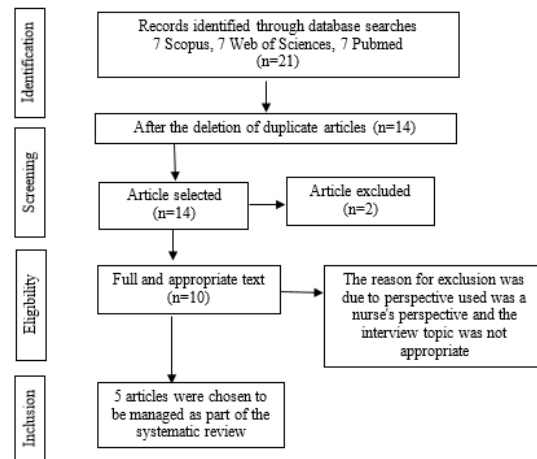 Identification
Records identified through database searches
7 Scopus, 7 Web of Sciences, 7 Pubmed
(n=21)
After the deletion of duplicate articles (n=14)
Screening
Article selected
(n=14)
Article excluded
(n=2)
Eligibility
Full and appropriate text
(n=10)
The reason for exclusion was
due to perspective used was a
nurse's perspective and the
interview topic was not
appropriate
Inclusion
5 articles were chosen to
be managed as part of the
systematic review